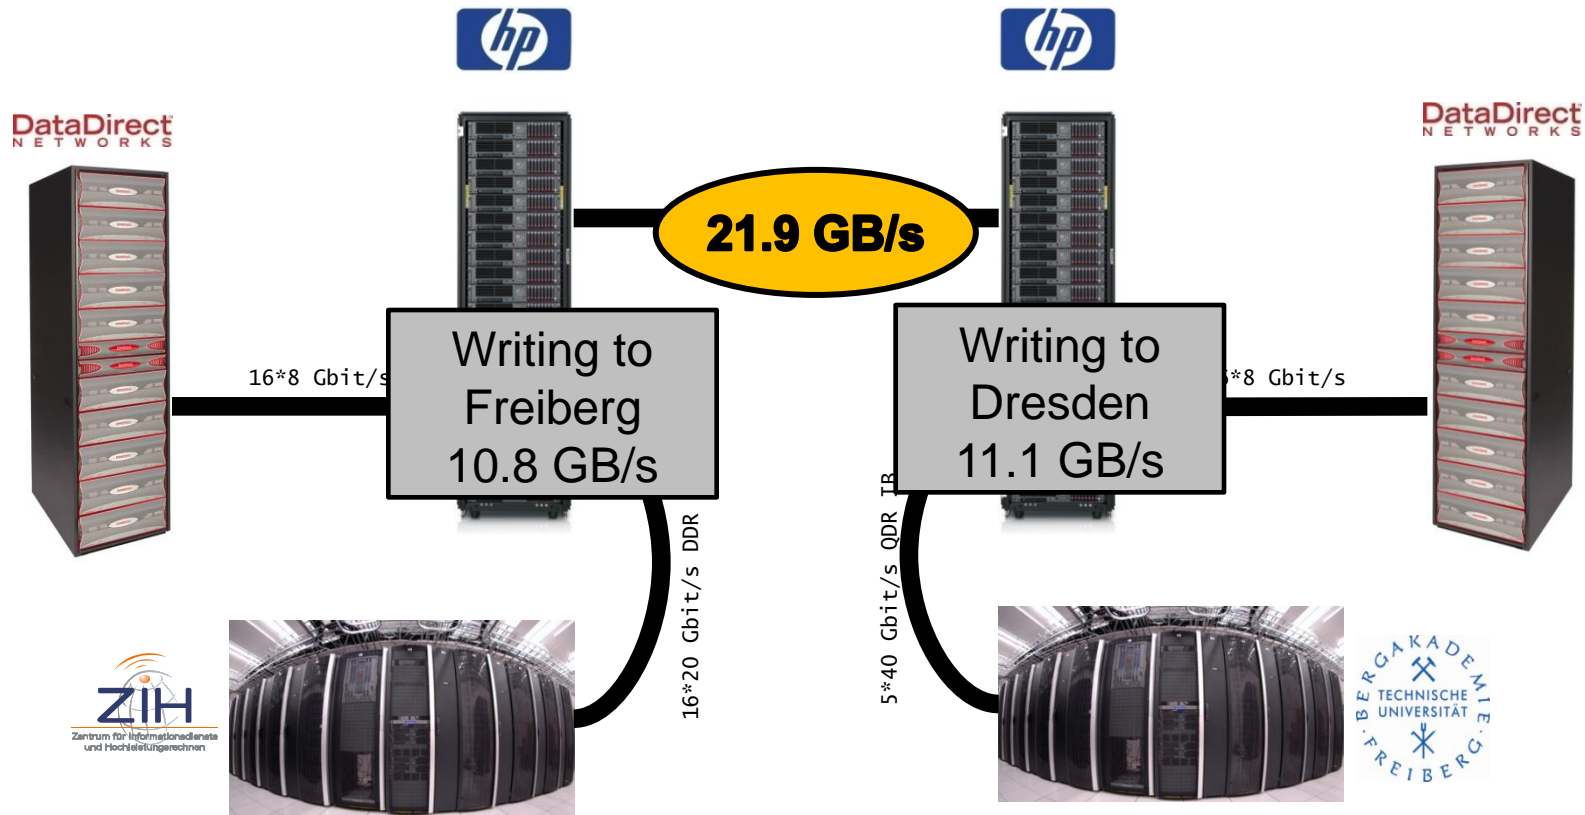 hp
hp
DataDirect
NETWORKS
DataDirect
NETWORKS
21.9 GB/s
Writing to
Freiberg
10.8 GB/s
Writing to
Dresden
11.1 GB/s
16*8 Gbit/s
*8 Gbit/s
16*20 Gbit/s DDR
5*40 Gbit/s QDR IB
ZIH
Zentrum für Informationsdienste
und Hochleistungsrechnen
BERGAKADEMIE
TECHNISCHE
UNIVERSITÄT
FREIBERG